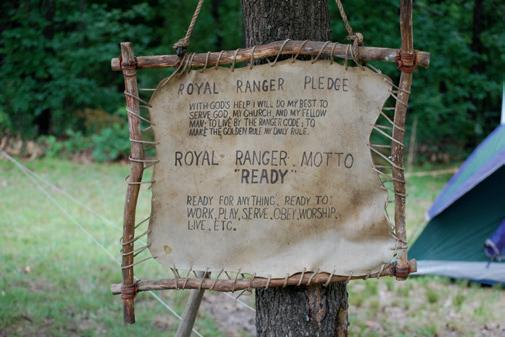 ROYAL RANGER PLEDGE
WITH GOD'S HELP I WILL DO MY BEST TO
SERVE GOD, MY CHURCH, AND MY FELLOW
MAN; TO LIVE BY THE RANGER CODE; TO
MAKE THE GOLDEN RULE MY DAILY RULE.
ROYAL RANGER MOTTO
"READY"
READY FOR ANYTHING. READY TO:
WORK, PLAY, SERVE, OBEY, WORSHIP,
LIVE, ETC.